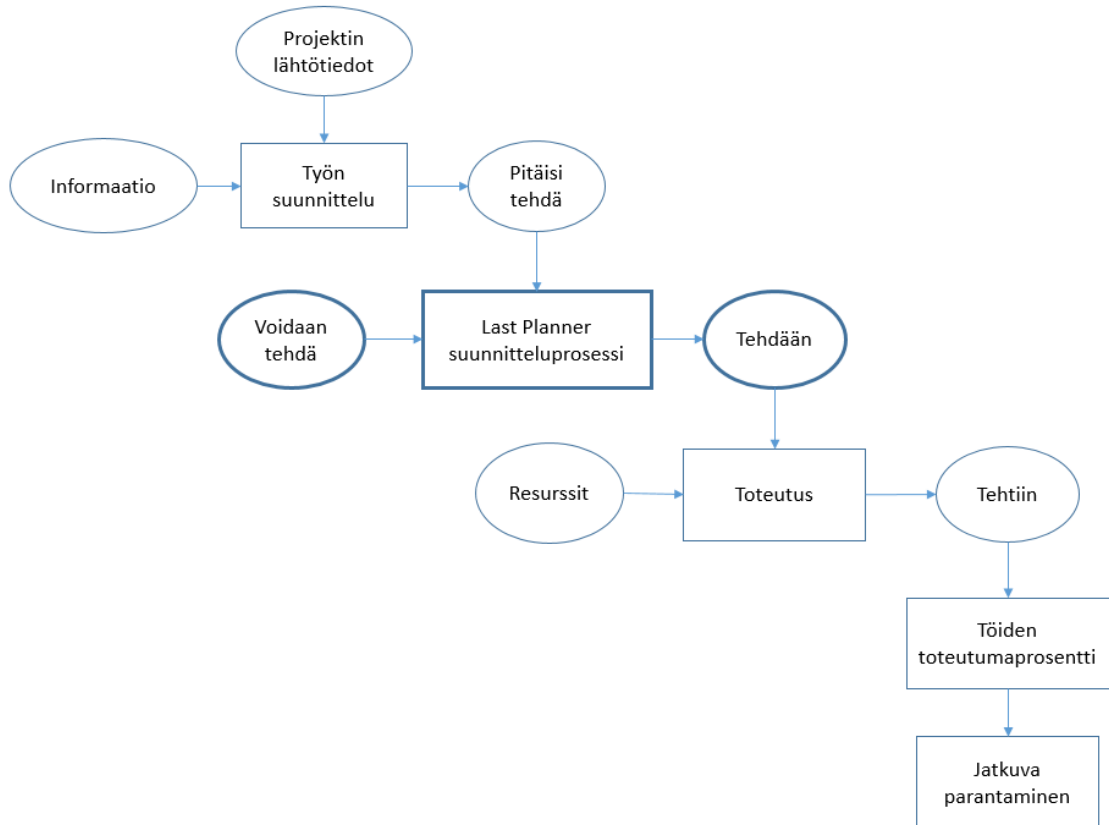 Projektin
lähtötiedot
Informaatio
Työn
suunnittelu
Pitäisi
tehdä
Voidaan
tehdä
Last Planner
suunnitteluprosessi
Tehdään
Resurssit
Toteutus
Tehtiin
Töiden
toteutumaprosentti
Jatkuva
parantaminen